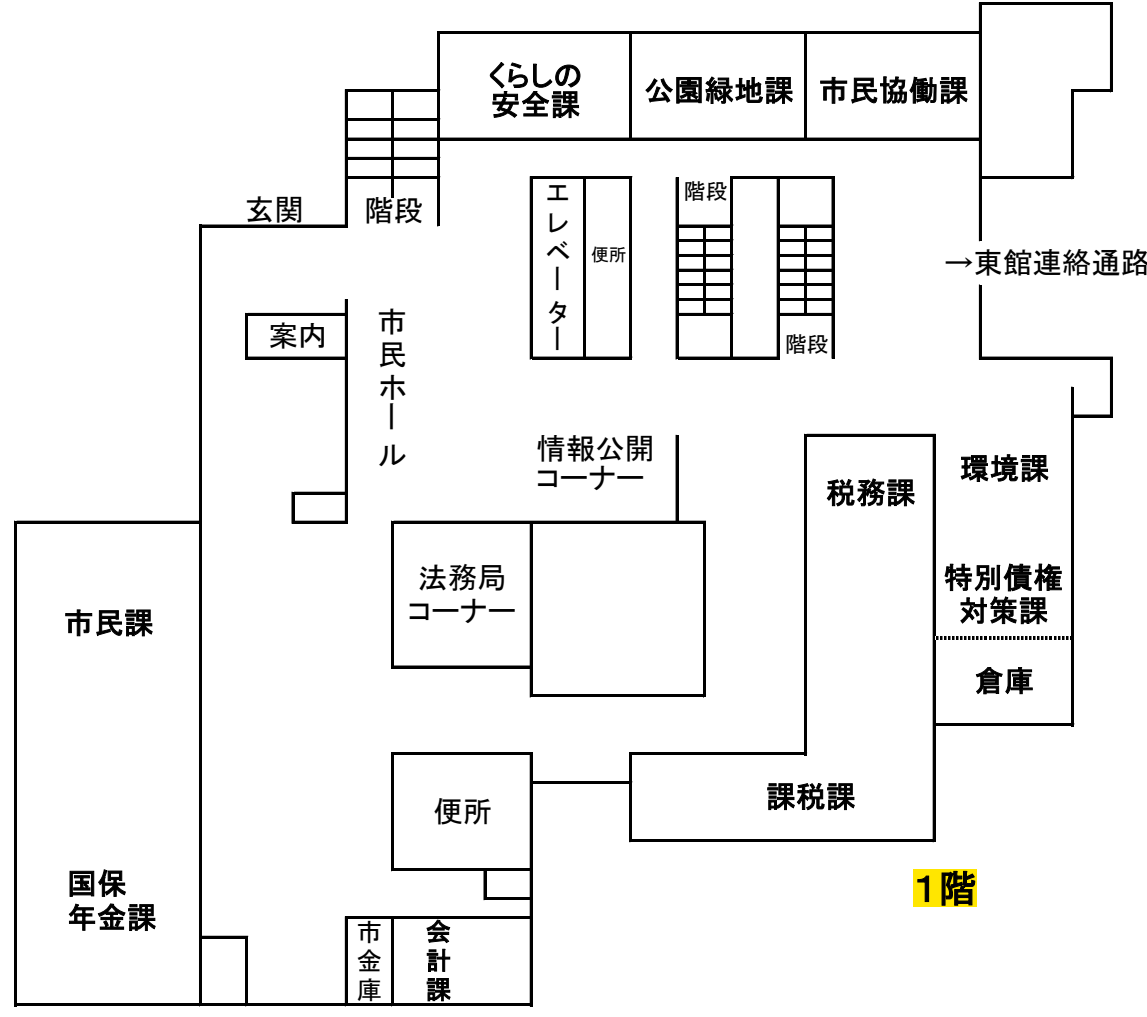 くらしの
安全課
公園緑地課
市民協働課
玄関
階段
エレベーター
便所
階段
階段
→東館連絡通路
案内
市民ホール
情報公開
コーナー
税務課
環境課
特別債権
対策課
倉庫
法務局
コーナー
市民課
便所
課税課
国保
年金課
市金庫
会計課
1階